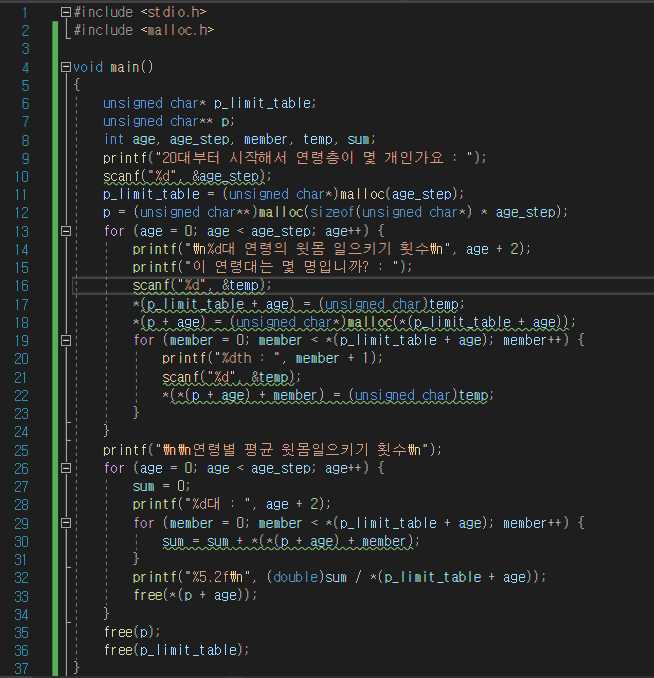 1 #include <stdio.h>
2 #include <malloc.h>
3
4 void main()
5 {
6 unsigned char* p_limit_table;
7 unsigned char** p;
8 int age, age_step, member, temp, sum;
9 printf("20대부터 시작해서 연령층이 몇 개인가요 : ");
10 scanf("%d", &age_step);
11 p_limit_table = (unsigned char*)malloc(age_step);
12 p = (unsigned char**)malloc(sizeof(unsigned char*) * age_step);
13 for (age = 0; age < age_step; age++) {
14 printf("₩n%d대 연령의 윗몸 일으키기 횟수₩n", age + 2);
15 printf("이 연령대는 몇 명입니까? : ");
16 scanf("%d", &temp);
17 *(p_limit_table + age) = (unsigned char)temp;
18 *(p + age) = (unsigned char*)malloc(*(p_limit_table + age));
19 for (member = 0; member < *(p_limit_table + age); member++) {
20 printf("%dth : ", member + 1);
21 scanf("%d", &temp);
22 *(*(p + age) + member) = (unsigned char)temp;
23 }
24 }
25 printf("₩n₩n연령별 평균 윗몸일으키기 횟수₩n");
26 for (age = 0; age < age_step; age++) {
27 sum = 0;
28 printf("%d대 : ", age + 2);
29 for (member = 0; member < *(p_limit_table + age); member++) {
30 sum = sum + *(*(p + age) + member);
31 }
32 printf("%5.2f₩n", (double)sum / *(p_limit_table + age));
33 free(*(p + age));
34 }
35 free(p);
36 free(p_limit_table);
37 }